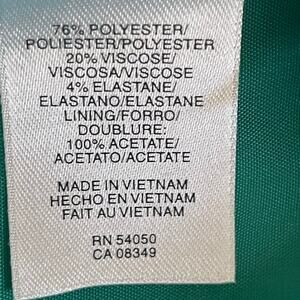 76% POLYESTER/
POLIESTER/POLYESTER
20% VISCOSE/
VISCOSA/VISCOSE
4% ELASTANE/
ELASTANO/ELASTANE
LINING/FORRO/
DOUBLURE:
100% ACETATE/
ACETATO/ACETATE
MADE IN VIETNAM
HECHO EN VIETNAM
FAIT AU VIETNAM
RN 54050
CA 08349